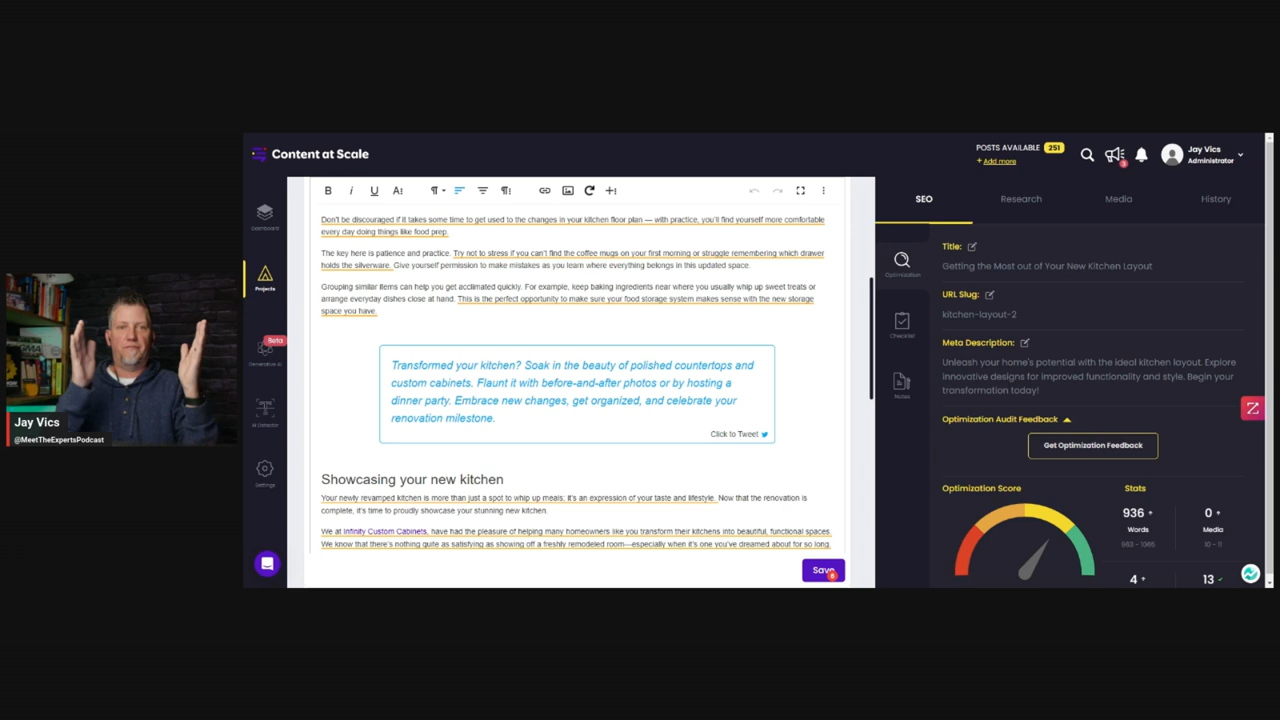 Content at Scale
POSTS AVAILABLE 251
+ Add more
3
Jay Vics
Administrator
Dashboard
Projects
Beta
Generative AI
AI Detector
Settings
B i U A
Don't be discouraged if it takes some time to get used to the changes in your kitchen floor plan — with practice, you'll find yourself more comfortable
every day doing things like food prep.
The key here is patience and practice. Try not to stress if you can't find the coffee mugs on your first morning or struggle remembering which drawer
holds the silverware. Give yourself permission to make mistakes as you learn where everything belongs in this updated space.
Grouping similar items can help you get acclimated quickly. For example, keep baking ingredients near where you usually whip up sweet treats or
arrange everyday dishes close at hand. This is the perfect opportunity to make sure your food storage system makes sense with the new storage
space you have.
Transformed your kitchen? Soak in the beauty of polished countertops and
custom cabinets. Flaunt it with before-and-after photos or by hosting a
dinner party. Embrace new changes, get organized, and celebrate your
renovation milestone.
Click to Tweet
Showcasing your new kitchen
Your newly revamped kitchen is more than just a spot to whip up meals; it's an expression of your taste and lifestyle. Now that the renovation is
complete, it's time to proudly showcase your stunning new kitchen.
We at Infinity Custom Cabinets, have had the pleasure of helping many homeowners like you transform their kitchens into beautiful, functional spaces.
We know that there's nothing quite as satisfying as showing off a freshly remodeled room—especially when it's one you've dreamed about for so long.
Save
6
SEO
Research
Media
History
Optimization
Checklist
Notes
Title:
Getting the Most out of Your New Kitchen Layout
URL Slug:
kitchen-layout-2
Meta Description:
Unleash your home's potential with the ideal kitchen layout. Explore
innovative designs for improved functionality and style. Begin your
transformation today!
Optimization Audit Feedback
Get Optimization Feedback
Optimization Score
Stats
936
Words
963 - 1065
0
Media
10 - 11
4
13
Jay Vics
@MeetTheExpertsPodcast